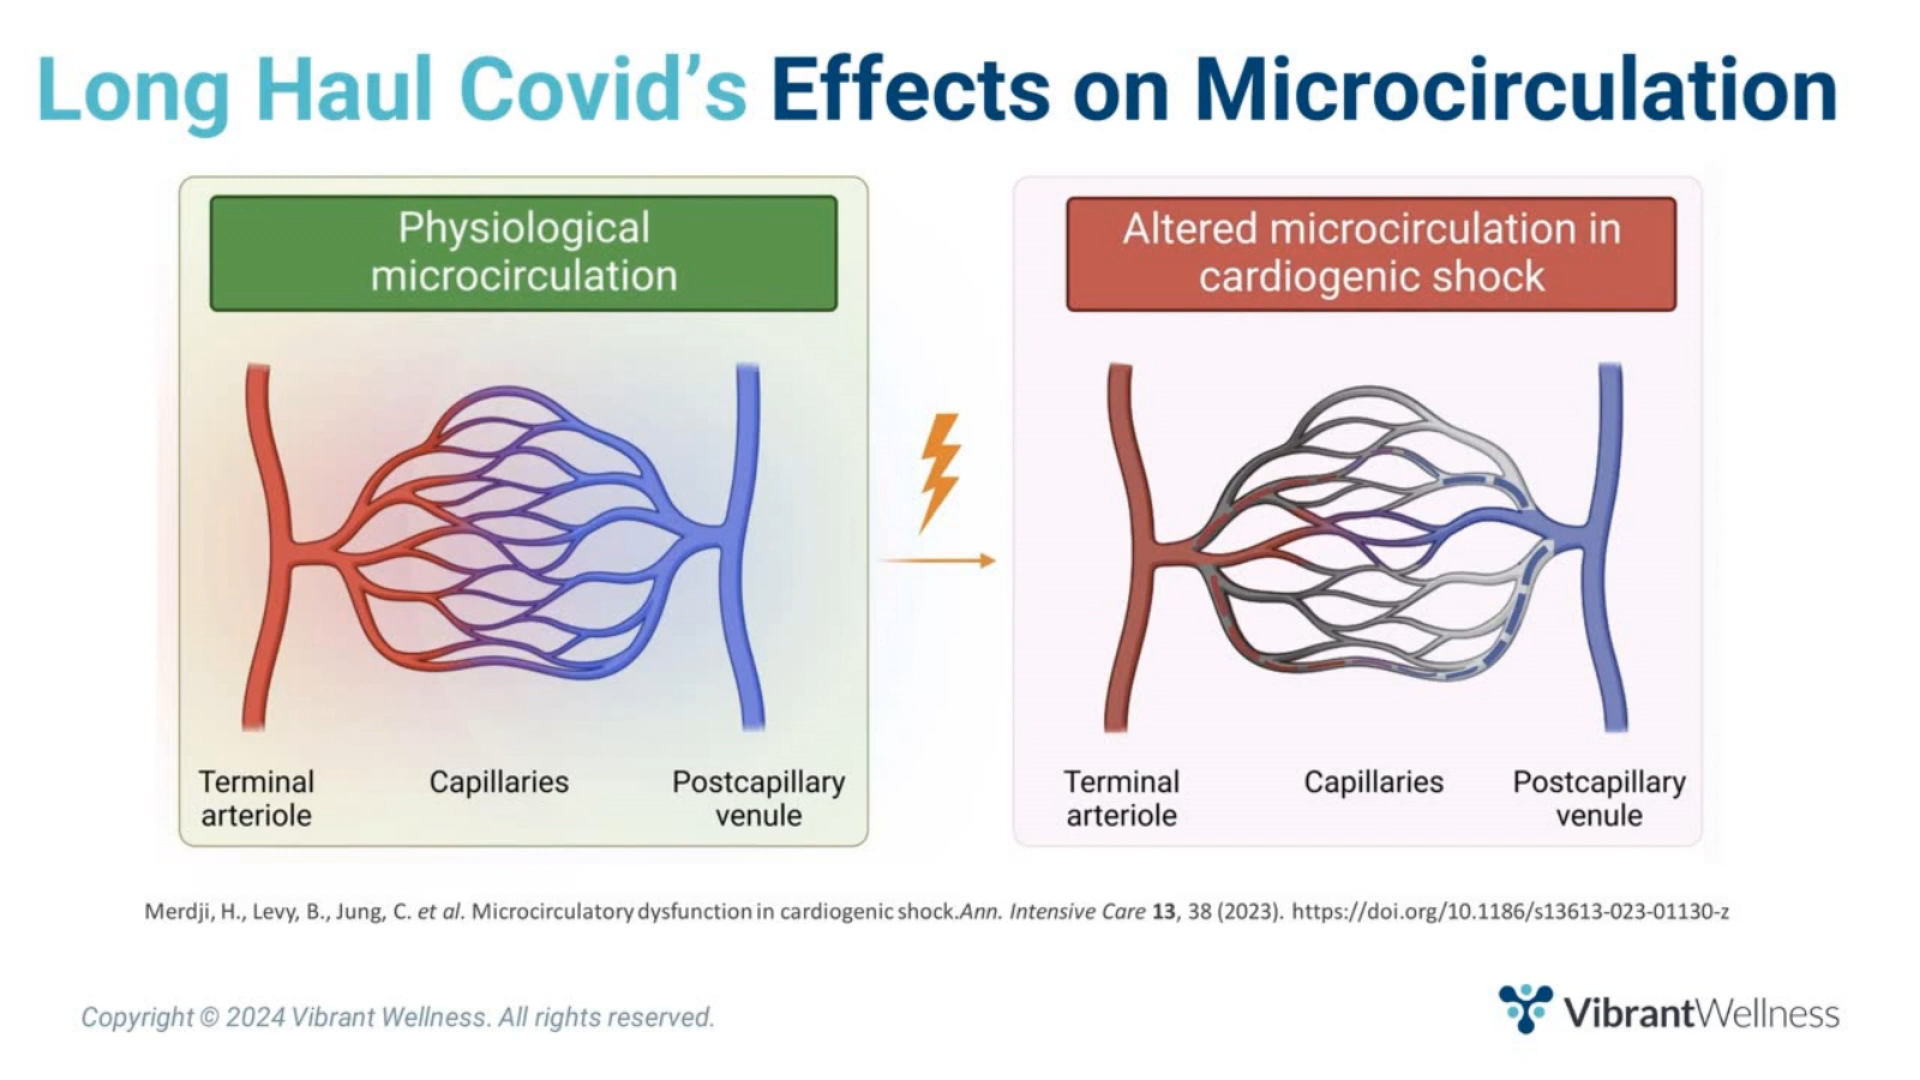 Long Haul Covid's Effects on Microcirculation
Physiological
microcirculation
Terminal
arteriole
Capillaries
Postcapillary
venule
Altered microcirculation in
cardiogenic shock
Terminal
arteriole
Capillaries
Postcapillary
venule
Merdji, H., Levy, B., Jung, C. et al. Microcirculatory dysfunction in cardiogenic shock.Ann. Intensive Care 13, 38 (2023). https://doi.org/10.1186/s13613-023-01130-z
Copyright © 2024 Vibrant Wellness. All rights reserved.
VibrantWellness